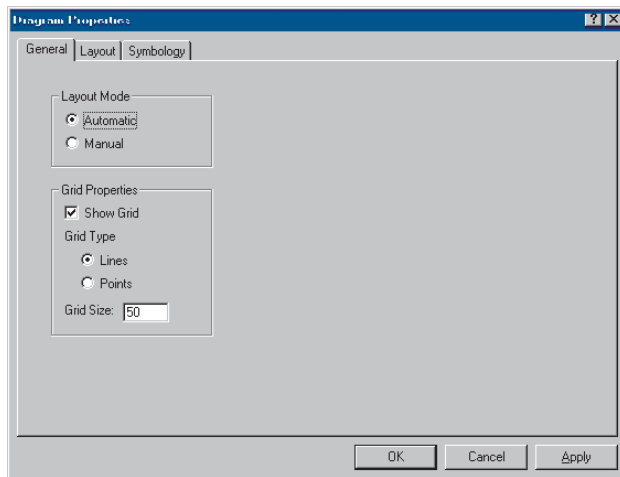 Diagram Properties
General Layout Symbology
Layout Mode
Automatic
Manual
Grid Properties
Show Grid
Grid Type
Lines
Points
Grid Size: 50
OK Cancel Apply